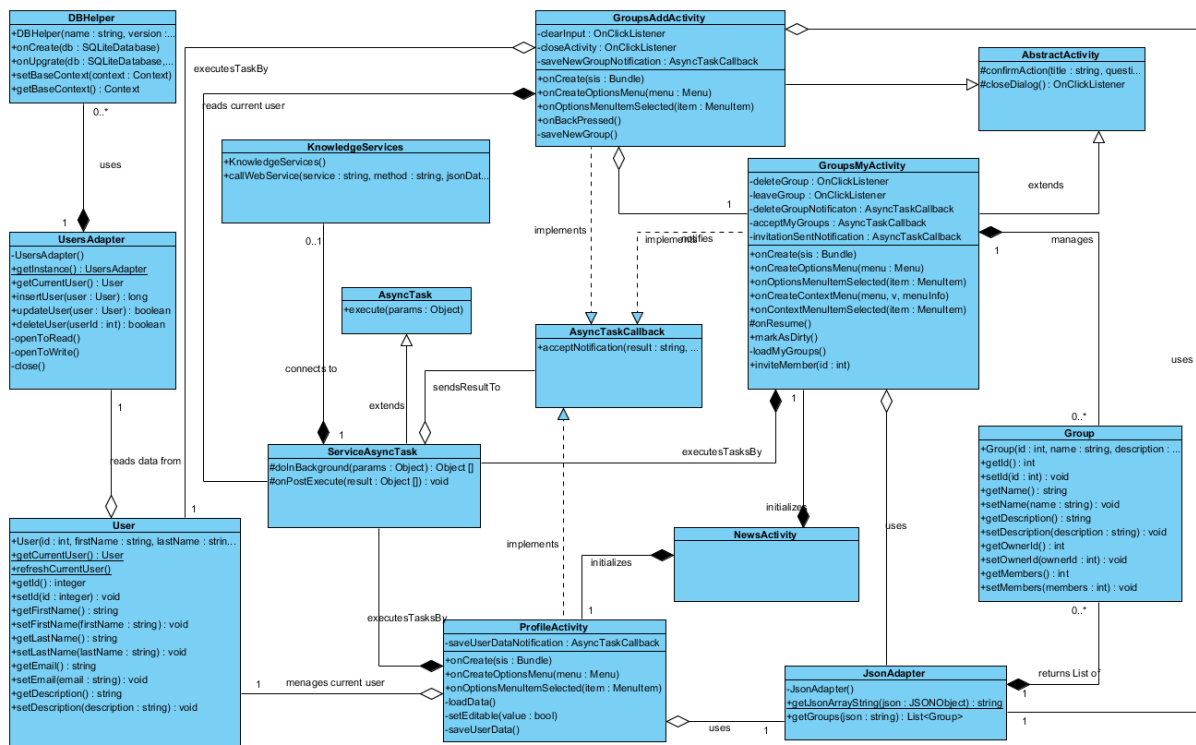 DBHelper
+DBHelper(name : string, version :...
+onCreate(db : SQLiteDatabase)
+onUpgrate(db : SQLiteDatabase,...
+setBaseContext(context : Context)
+getBaseContext() : Context
0..*
uses
1
UsersAdapter
-UsersAdapter()
+getInstance() : UsersAdapter
+getCurrentUser() : User
+insertUser(user : User) : long
+updateUser(user : User) : boolean
+deleteUser(userId : int) : boolean
-openToRead()
-openToWrite()
-close()
1
reads data from
1
User
+User(id : int, firstName : string, lastName : strin...
+getCurrentUser() : User
+refreshCurrentUser()
+getId() : integer
+setId(id : integer) : void
+getFirstName() : string
+setFirstName(firstName : string) : void
+getLastName() : string
+setLastName(lastName : string) : void
+getEmail() : string
+setEmail(email : string) : void
+getDescription() : string
+setDescription(description : string) : void
executesTaskBy
reads current user
KnowledgeServices
+KnowledgeServices()
+callWebService(service : string, method : string, jsonDat...
0..1
connects to
1
AsyncTask
+execute(params : Object)
extends
sendsResultTo
ServiceAsyncTask
#doInBackground(params : Object) : Object []
#onPostExecute(result : Object []) : void
executesTasksBy
1
menages current user
GroupsAddActivity
-clearInput : OnClickListener
-closeActivity : OnClickListener
-saveNewGroupNotification : AsyncTaskCallback
+onCreate(sis : Bundle)
+onCreateOptionsMenu(menu : Menu)
+onOptionsMenuItemSelected(item : MenuItem)
+onBackPressed()
-saveNewGroup()
implements
1
implements
notifies
AsyncTaskCallback
+acceptNotification(result : string, ...
executesTasksBy
implements
AbstractActivity
#confirmAction(title : string, questi...
#closeDialog() : OnClickListener
extends
GroupsMyActivity
-deleteGroup : OnClickListener
-leaveGroup : OnClickListener
-deleteGroupNotificaton : AsyncTaskCallback
-acceptMyGroups : AsyncTaskCallback
-invitationSentNotification : AsyncTaskCallback
+onCreate(sis : Bundle)
+onCreateOptionsMenu(menu : Menu)
+onOptionsMenuItemSelected(item : MenuItem)
+onCreateContextMenu(menu, v, menuInfo)
+onContextMenuItemSelected(item : MenuItem)
#onResume()
+markAsDirty()
-loadMyGroups()
+inviteMember(id : int)
manages
1
uses
0..*
1
initializes
uses
NewsActivity
initializes
1
Group
+Group(id : int, name : string, description : ...
+getId() : int
+setId(id : int) : void
+getName() : string
+setName(name : string) : void
+getDescription() : string
+setDescription(description : string) : void
+getOwnerId() : int
+setOwnerId(ownerId : int) : void
+getMembers() : int
+setMembers(members : int) : void
0..*
returns List of
1
1
ProfileActivity
-saveUserDataNotification : AsyncTaskCallback
+onCreate(sis : Bundle)
+onCreateOptionsMenu(menu : Menu)
+onOptionsMenuItemSelected(item : MenuItem)
-loadData()
-setEditable(value : bool)
-saveUserData()
uses
1
JsonAdapter
-JsonAdapter()
+getJsonArrayString(json : JSONObject) : string
+getGroups(json : string) : List<Group>